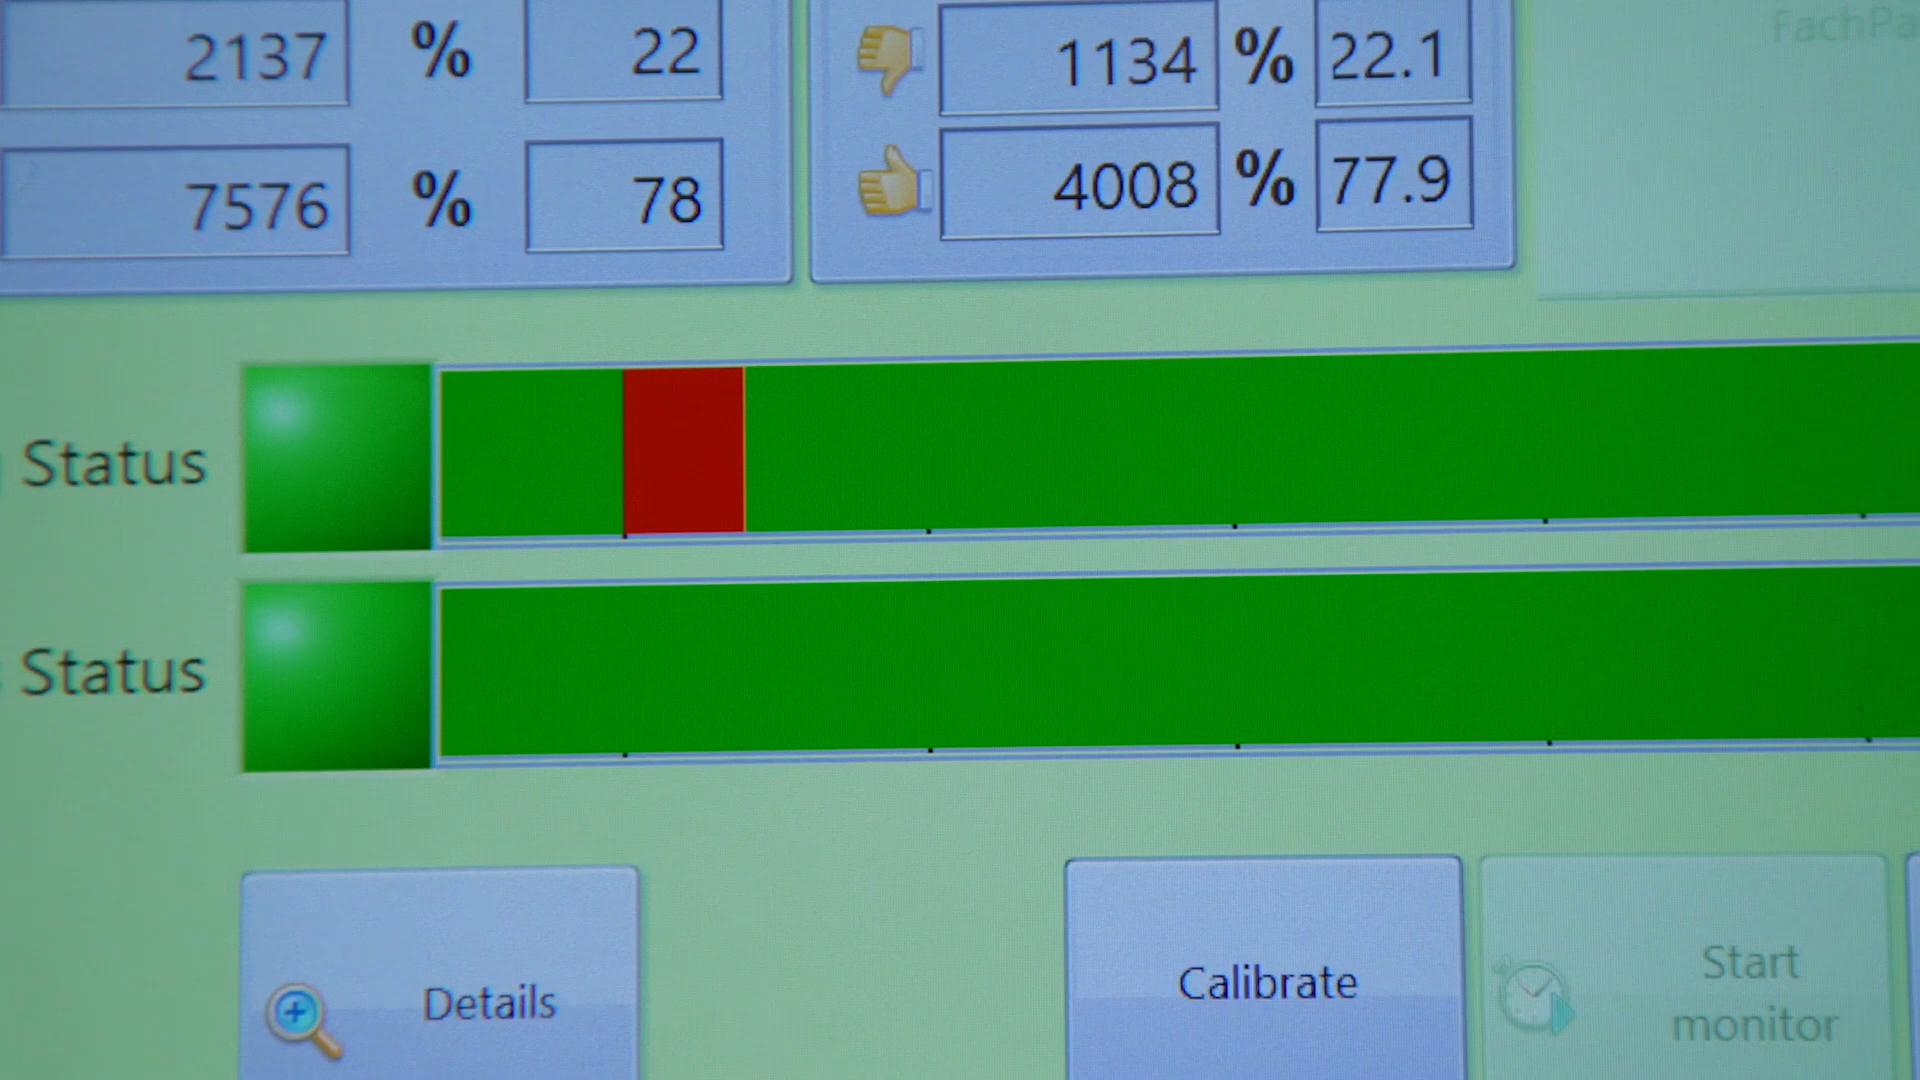 2137 % 22
7576 % 78
1134 % 22.1
4008 % 77.9
Status
Status
Details
Calibrate
Start
monitor